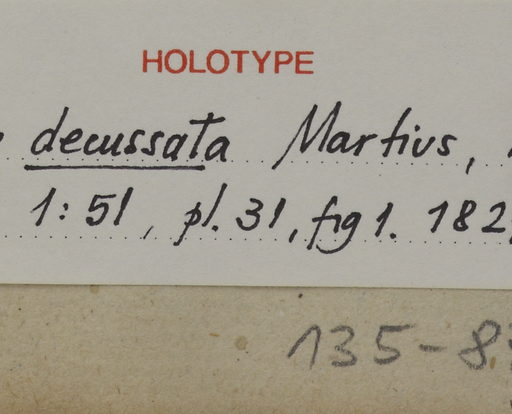 HOLOTYPE
decussata Martius,
1:51, pl. 31, fig 1. 182
135-8